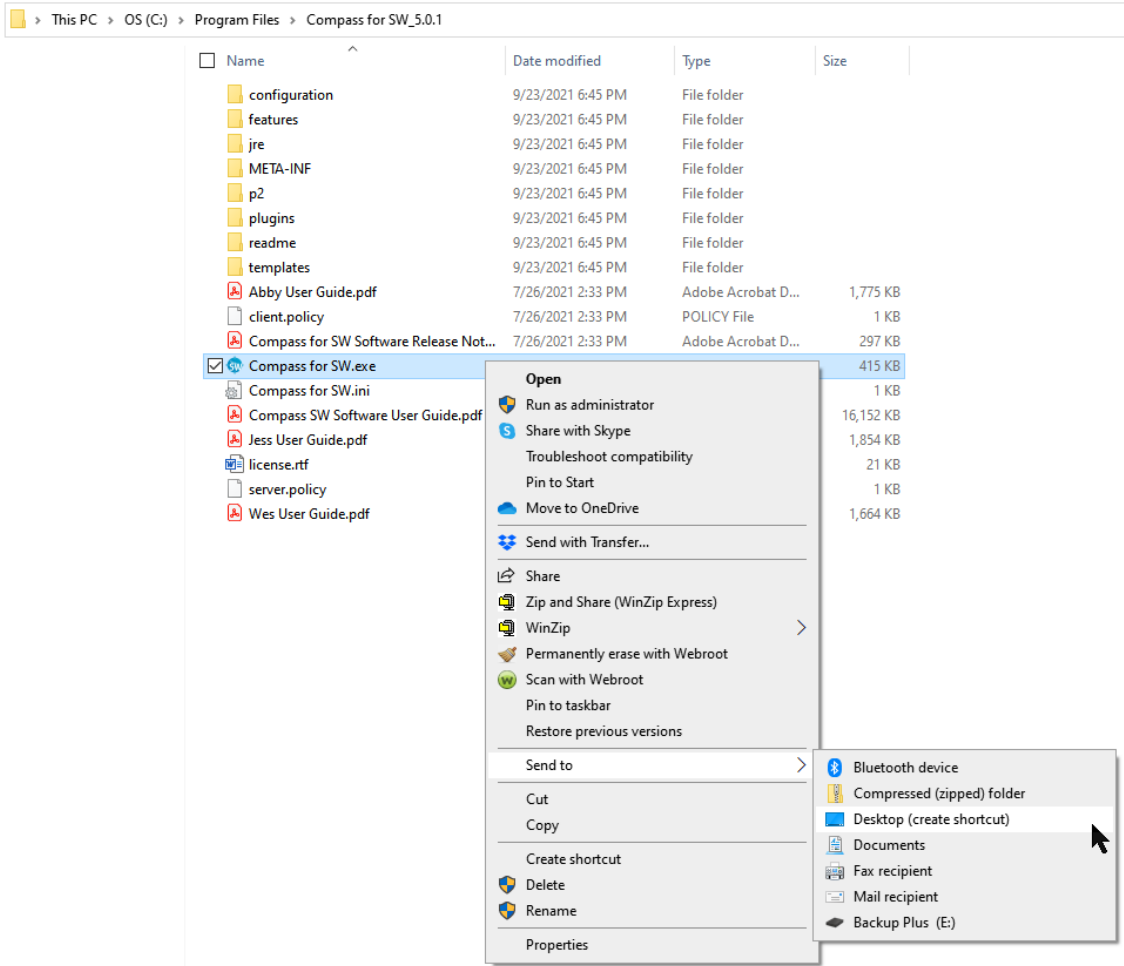 This PC > OS (C:) > Program Files > Compass for SW_5.0.1
Name Date modified Type Size
configuration 9/23/2021 6:45 PM File folder
features 9/23/2021 6:45 PM File folder
jre 9/23/2021 6:45 PM File folder
META-INF 9/23/2021 6:45 PM File folder
p2 9/23/2021 6:45 PM File folder
plugins 9/23/2021 6:45 PM File folder
readme 9/23/2021 6:45 PM File folder
templates 9/23/2021 6:45 PM File folder
Abby User Guide.pdf 7/26/2021 2:33 PM Adobe Acrobat D... 1,775 KB
client.policy 7/26/2021 2:33 PM POLICY File 1 KB
Compass for SW Software Release Not... 7/26/2021 2:33 PM Adobe Acrobat D... 297 KB
SW Compass for SW.exe 415 KB
Compass for SW.ini 1 KB
Compass SW Software User Guide.pdf 16,152 KB
Jess User Guide.pdf 1,854 KB
license.rtf 21 KB
server.policy 1 KB
Wes User Guide.pdf 1,664 KB
Open
Run as administrator
Share with Skype
Troubleshoot compatibility
Pin to Start
Move to OneDrive
Send with Transfer...
Share
Zip and Share (WinZip Express)
WinZip
Permanently erase with Webroot
Scan with Webroot
Pin to taskbar
Restore previous versions
Send to
Cut
Copy
Create shortcut
Delete
Rename
Properties
Bluetooth device
Compressed (zipped) folder
Desktop (create shortcut)
Documents
Fax recipient
Mail recipient
Backup Plus (E:)